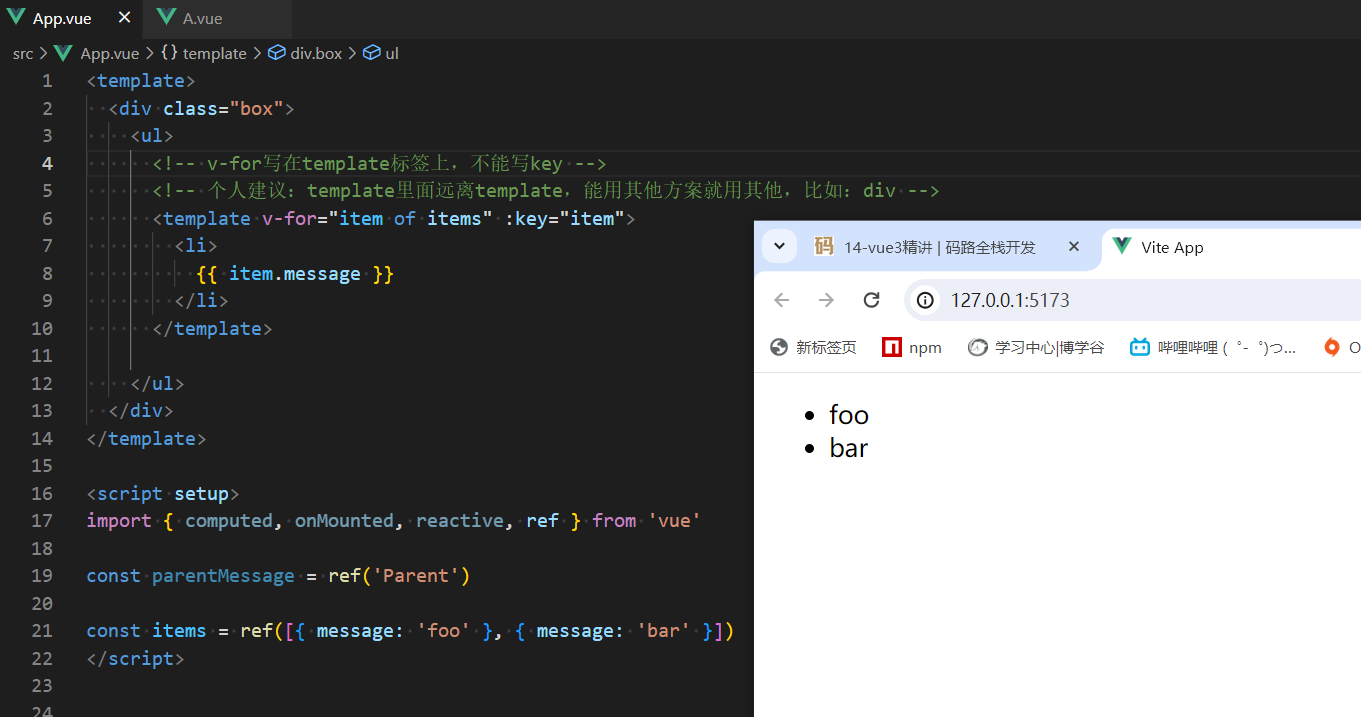 App.vue × A.vue
src > App.vue > {} template > div.box > ul
1 <template>
2 <div class="box">
3 <ul>
4 <!-- v-for写在template标签上，不能写key -->
5 <!-- 个人建议：template里面远离template，能用其他方案就用其他，比如：div -->
6 <template v-for="item of items" :key="item">
7 <li>
8 {{ item.message }}
9 </li>
10 </template>
11
12 </ul>
13 </div>
14 </template>
15
16 <script setup>
17 import { computed, onMounted, reactive, ref } from 'vue'
18
19 const parentMessage = ref('Parent')
20
21 const items = ref([{ message: 'foo' }, { message: 'bar' }])
22 </script>
23
24
码 14-vue3精讲 | 码路全栈开发 × Vite App
127.0.0.1:5173
新标签页 npm 学习中心|博学谷 哔哩哔哩 ( ゜- ゜)つ... O
• foo
• bar